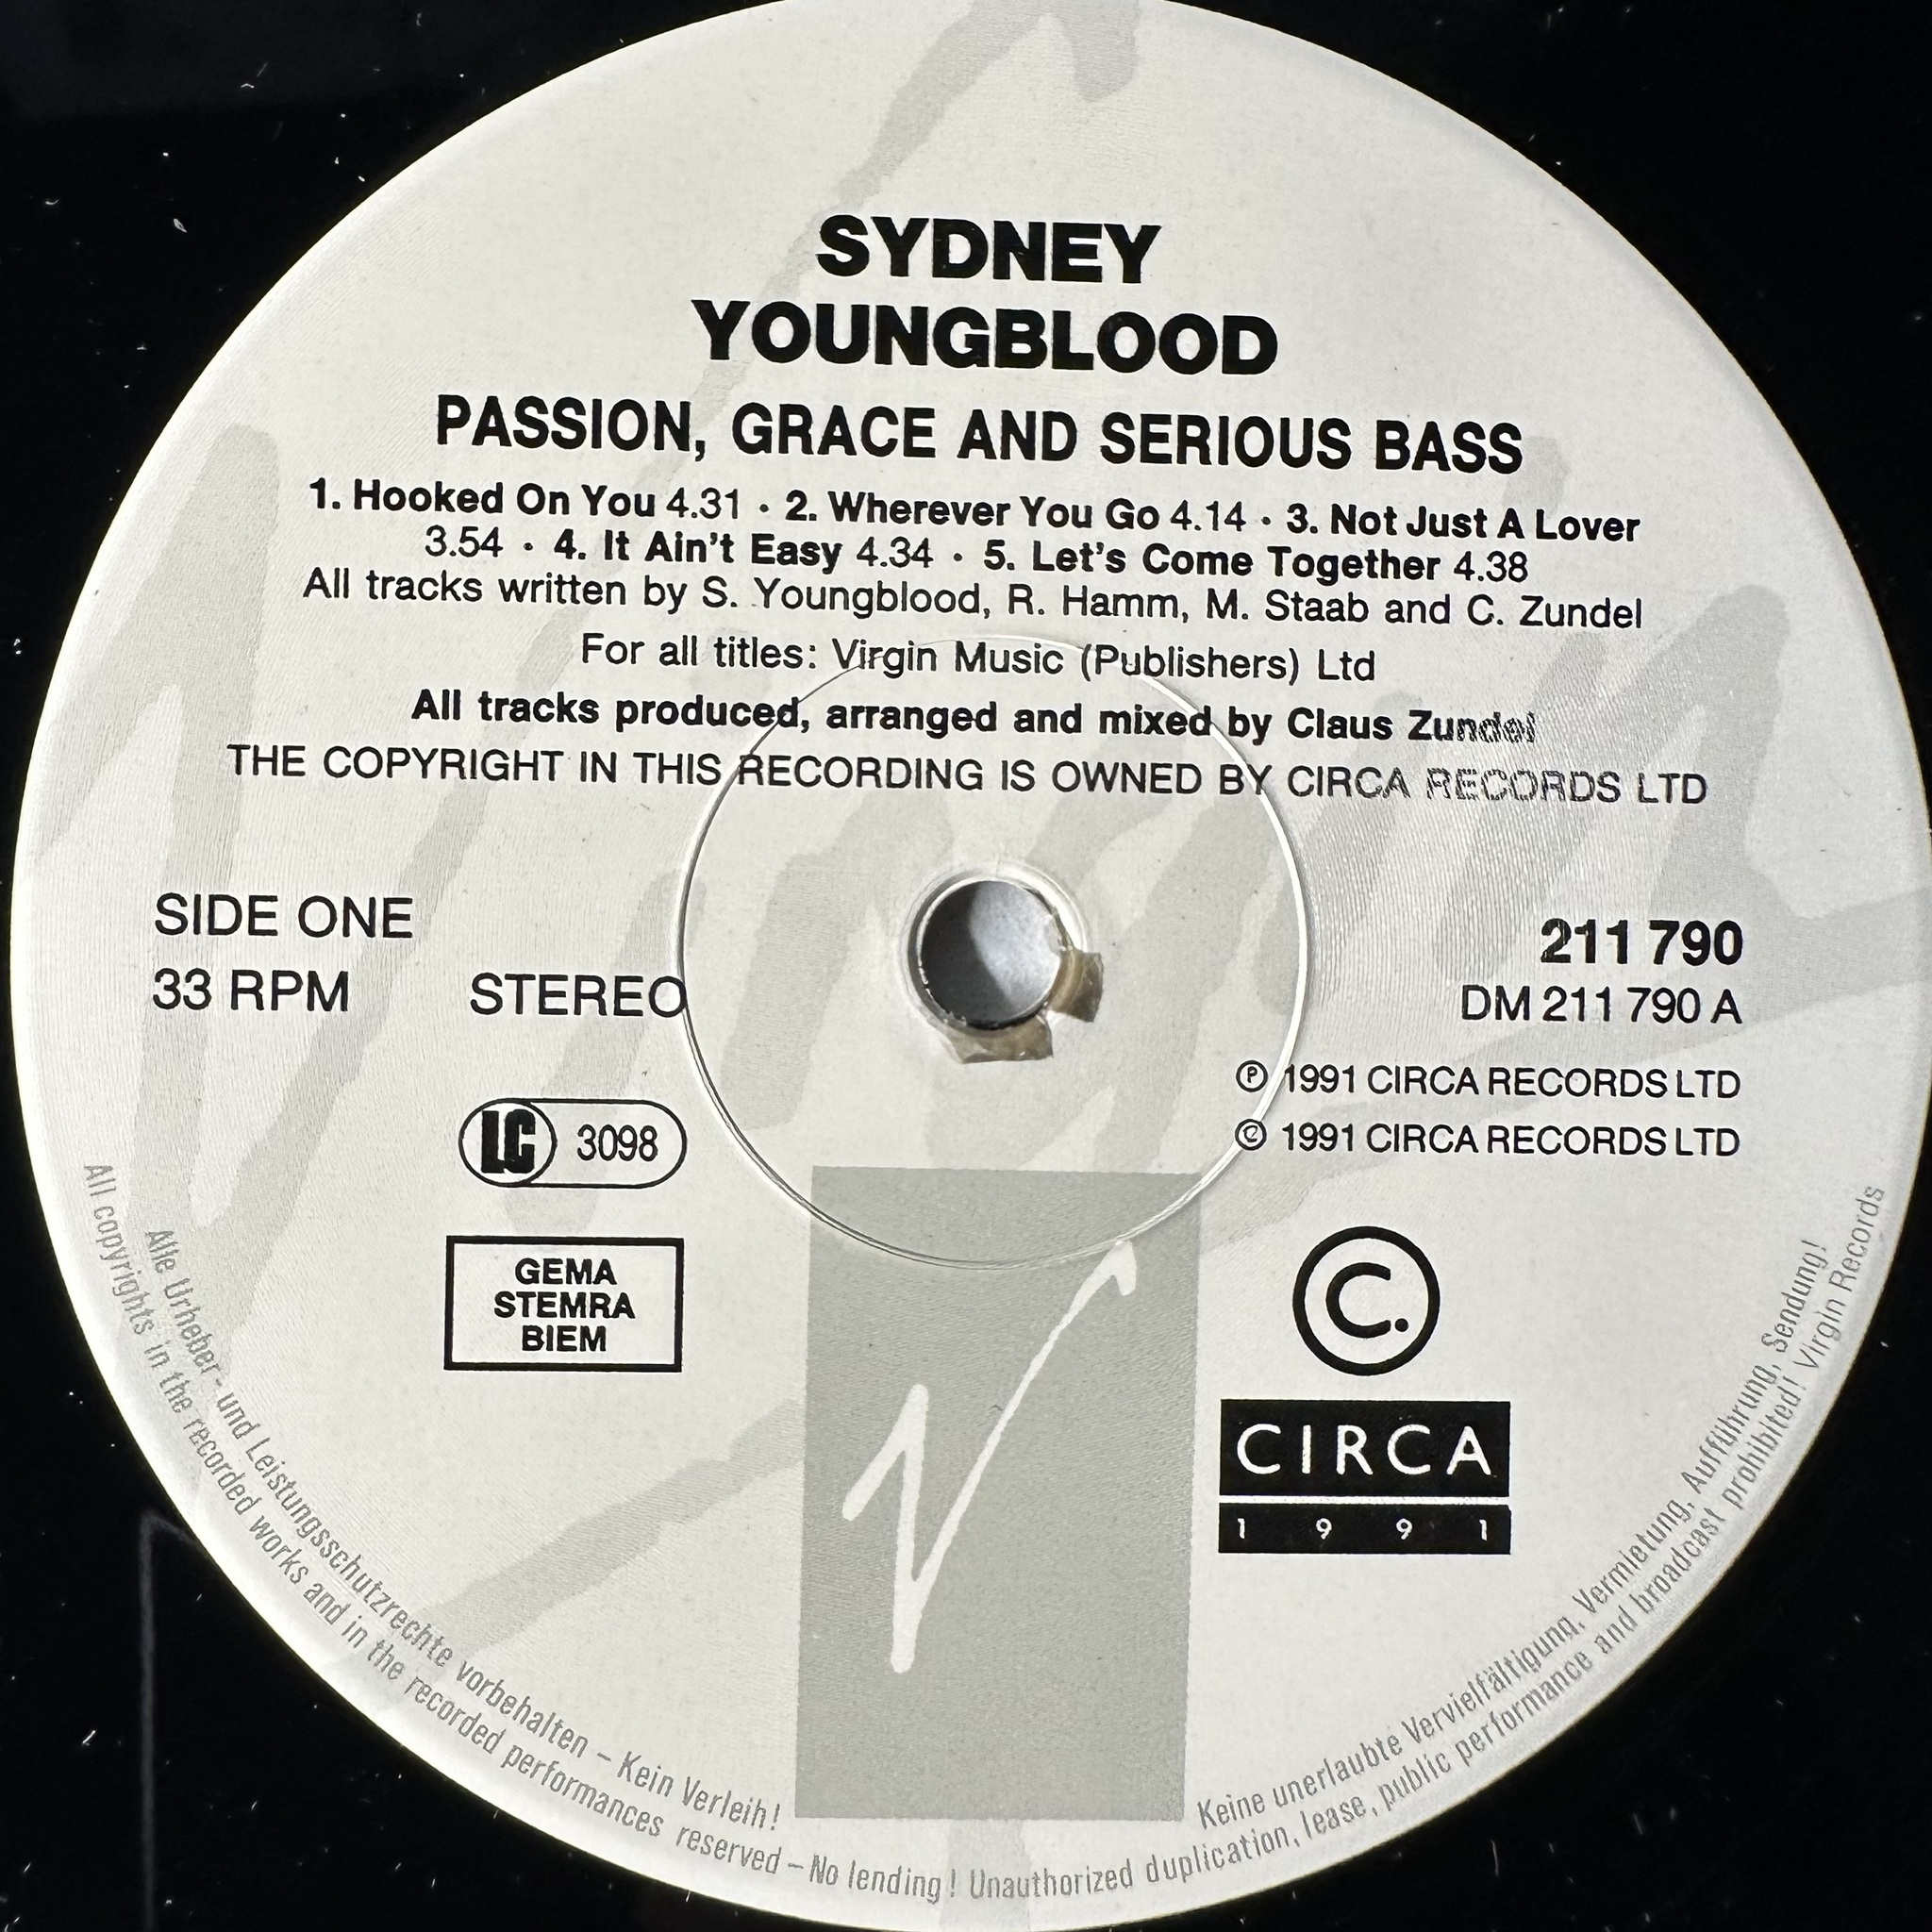 SYDNEY
YOUNGBLOOD
PASSION, GRACE AND SERIOUS BASS
1. Hooked On You 4.31 · 2. Wherever You Go 4.14 · 3. Not Just A Lover
3.54 · 4. It Ain't Easy 4.34 · 5. Let's Come Together 4.38
All tracks written by S. Youngblood, R. Hamm, M. Staab and C. Zundel
For all titles: Virgin Music (Publishers) Ltd
All tracks produced, arranged and mixed by Claus Zundel
THE COPYRIGHT IN THIS RECORDING IS OWNED BY CIRCA RECORDS LTD
SIDE ONE
33 RPM STEREO
211 790
DM 211 790 A
Ⓟ 1991 CIRCA RECORDS LTD
© 1991 CIRCA RECORDS LTD
LC 3098
GEMA
STEMRA
BIEM
C.
CIRCA
1 9 9 1
V
Virgin
Alle Urheber- und Leistungsschutzrechte vorbehalten – Kein Verleih! Keine unerlaubte Vervielfältigung, Vermietung, Aufführung, Sendung!
All copyrights in the recorded works and in the recorded performances reserved – No lending! Unauthorized duplication, lease, public performance and broadcast prohibited! Virgin Records